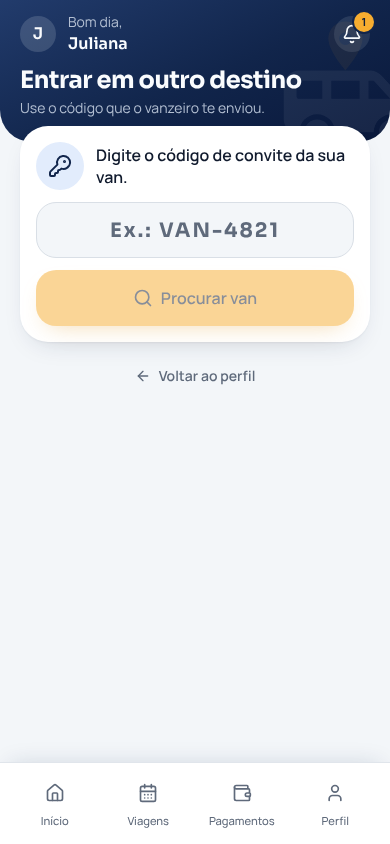 J
Bom dia,
Juliana
1
Entrar em outro destino
Use o código que o vanzeiro te enviou.
Digite o código de convite da sua
van.
Ex.: VAN-4821
Procurar van
Voltar ao perfil
Início
Viagens
Pagamentos
Perfil